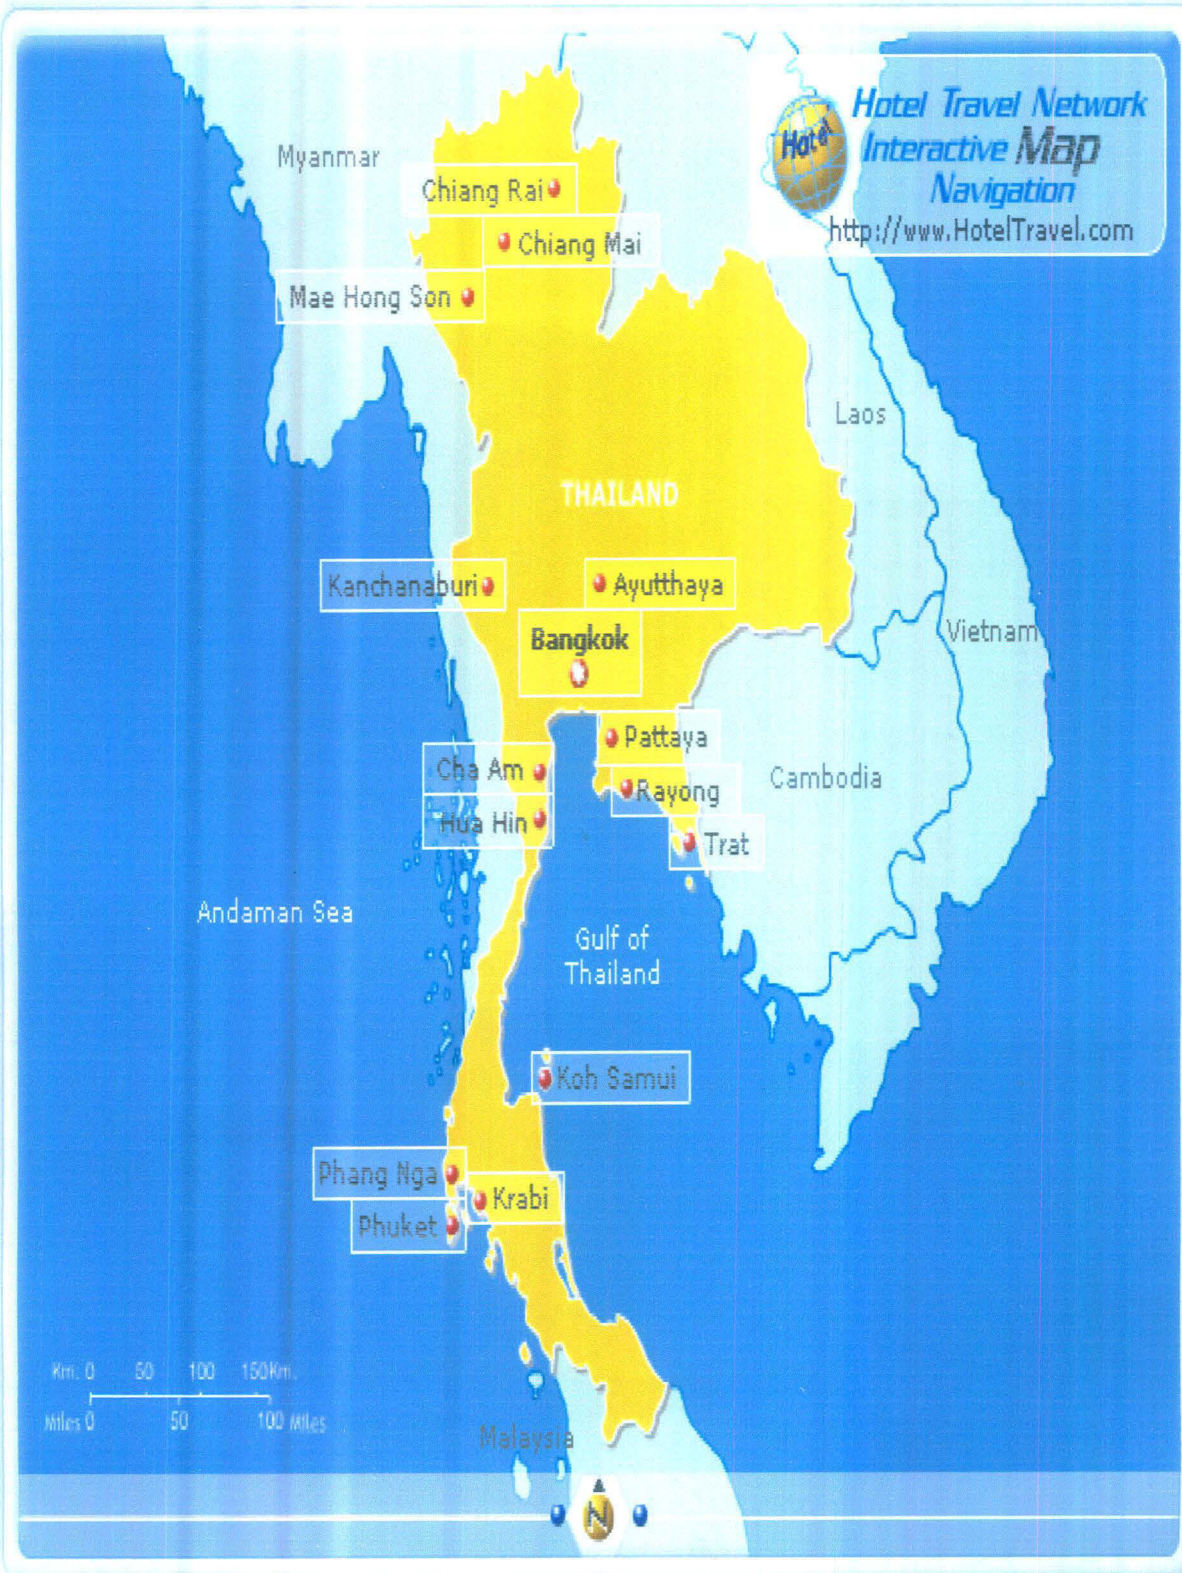 Hotel Travel Network
Hotel
Interactive Map
Navigation
http://www.HotelTravel.com
Myanmar
Chiang Rai
Chiang Mai
Mae Hong Son
Laos
THAILAND
Kanchanaburi
Ayutthaya
Bangkok
Vietnam
Pattaya
Cha Am
Rayong
Cambodia
Hua Hin
Trat
Andaman Sea
Gulf of
Thailand
Koh Samui
Phang Nga
Krabi
Phuket
Km. 0 50 100 150Km.
Miles 0 50 100 Miles
Malaysia
N